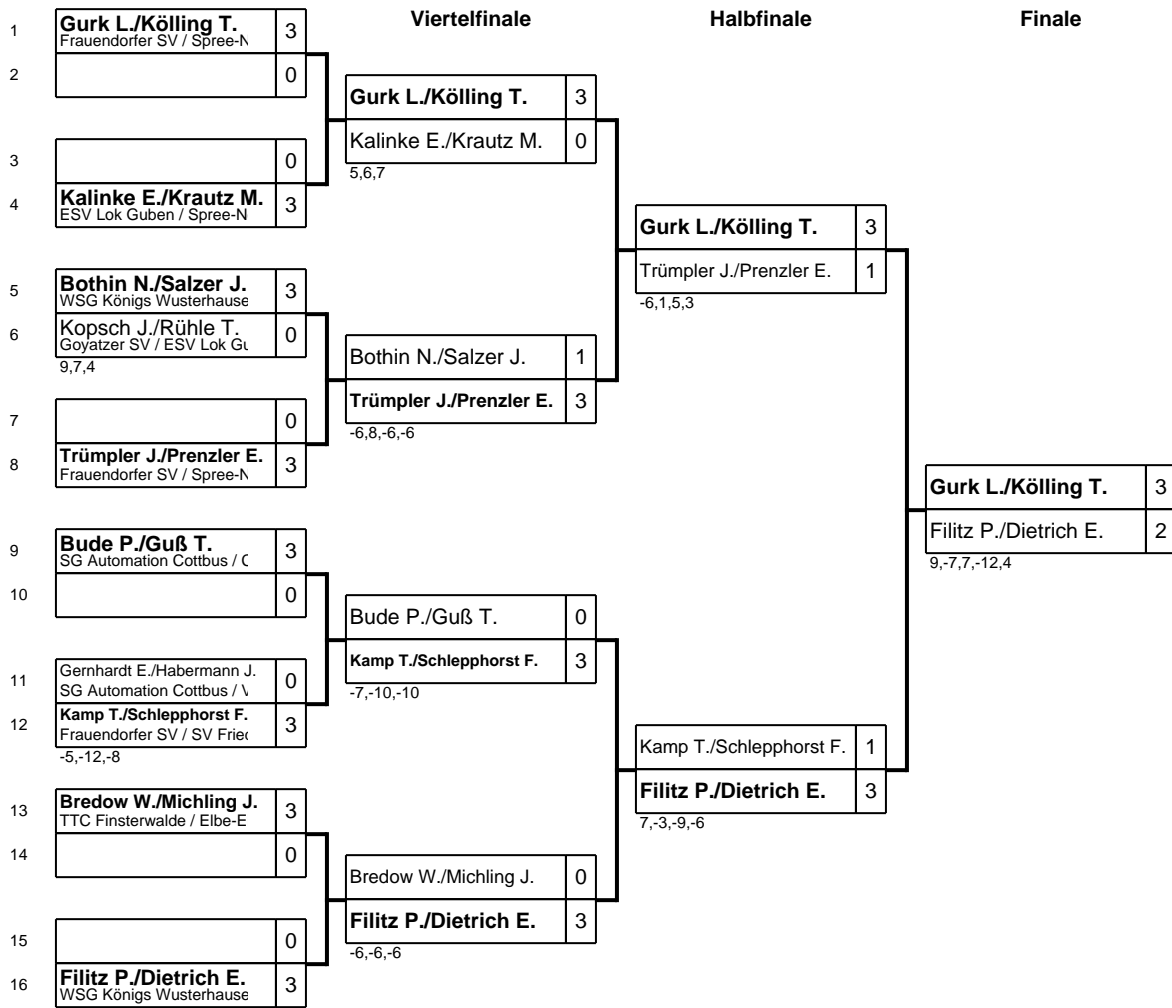 Viertelfinale
Halbfinale
Finale
1
Gurk L./Kölling T.
3
Frauendorfer SV / Spree-N
2
0
3
0
4
Kalinke E./Krautz M.
3
ESV Lok Guben / Spree-N
5
Bothin N./Salzer J.
3
WSG Königs Wusterhause
6
Kopsch J./Rühle T.
0
Goyatzer SV / ESV Lok Gu
9,7,4
7
0
8
Trümpler J./Prenzler E.
3
Frauendorfer SV / Spree-N
9
Bude P./Guß T.
3
SG Automation Cottbus / C
10
0
11
Gernhardt E./Habermann J.
0
SG Automation Cottbus / V
12
Kamp T./Schlepphorst F.
3
Frauendorfer SV / SV Fried
-5,-12,-8
13
Bredow W./Michling J.
3
TTC Finsterwalde / Elbe-E
14
0
15
0
16
Filitz P./Dietrich E.
3
WSG Königs Wusterhause
Gurk L./Kölling T.
3
Kalinke E./Krautz M.
0
5,6,7
Bothin N./Salzer J.
1
Trümpler J./Prenzler E.
3
-6,8,-6,-6
Bude P./Guß T.
0
Kamp T./Schlepphorst F.
3
-7,-10,-10
Bredow W./Michling J.
0
Filitz P./Dietrich E.
3
-6,-6,-6
Gurk L./Kölling T.
3
Trümpler J./Prenzler E.
1
-6,1,5,3
Kamp T./Schlepphorst F.
1
Filitz P./Dietrich E.
3
7,-3,-9,-6
Gurk L./Kölling T.
3
Filitz P./Dietrich E.
2
9,-7,7,-12,4